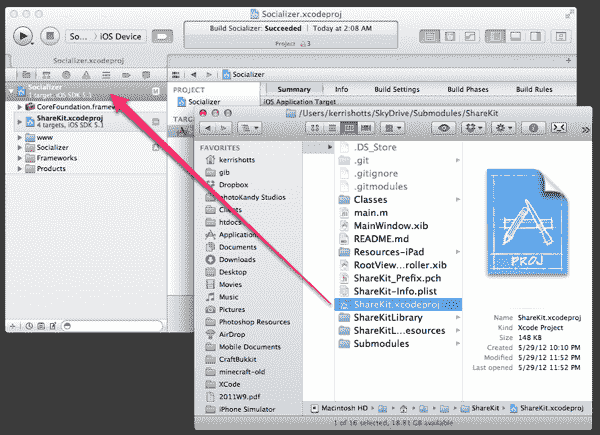 Socializer.xcodeproj
So... iOS Device
Build Socializer: Succeeded | Today at 2:08 AM
Project 3
Socializer.xcodeproj
Socializer
1 target, iOS SDK 5.1
M
CoreFoundation.framew
ShareKit.xcodeproj
4 targets, iOS SDK 5.1
www
Socializer
Frameworks
Products
Socializer
PROJECT
Socializer
TARG
Summary
Info
Build Settings
Build Phases
Build Rules
iOS Application Target
/Users/kerrishotts/SkyDrive/Submodules/ShareKit
FAVORITES
kerrishotts
gib
Dropbox
photoKandy Studios
Clients
htdocs
Application
Documents
Downloads
Desktop
Movies
Music
Pictures
Photoshop Resources
AirDrop
Mobile Documents
CraftBukkit
minecraft-old
XCode
2011W9.pdf
iPhone Simulator
.DS_Store
.git
.gitignore
.gitmodules
Classes
main.m
MainWindow.xib
README.md
Resources-iPad
RootView...roller.xib
ShareKit_Prefix.pch
ShareKit-Info.plist
ShareKit.xcodeproj
ShareKitLibrary
ShareKitL...esources
Submodules
PROJ
Name ShareKit.xcodeproj
Kind Xcode Project
Size 148 KB
Created 5/29/12 10:10 PM
Modified 5/29/12 11:52 PM
Last opened 5/29/12 11:52 PM
Macintosh HD
ShareKit
ShareKit.xcodeproj
1 of 16 selected, 18.81 GB available